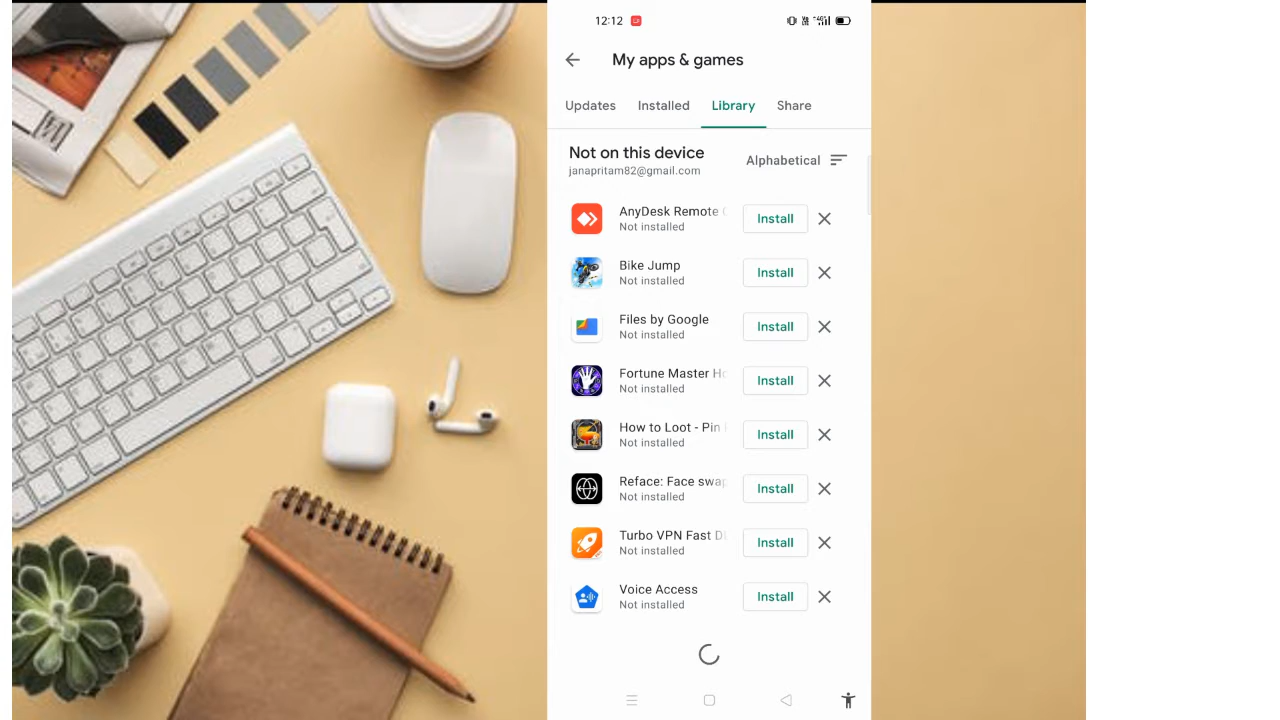 12:12
My apps & games
Updates Installed Library Share
Not on this device
janapritam82@gmail.com
Alphabetical
AnyDesk Remote
Not installed
Install
Bike Jump
Not installed
Install
Files by Google
Not installed
Install
Fortune Master
Not installed
Install
How to Loot - Pin
Not installed
Install
Reface: Face swap
Not installed
Install
Turbo VPN Fast
Not installed
Install
Voice Access
Not installed
Install